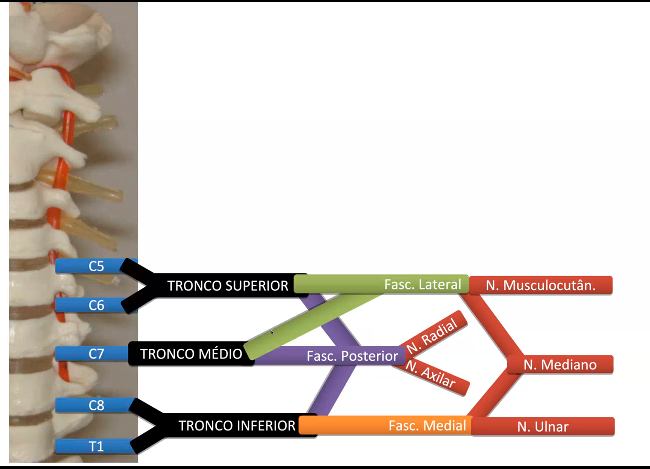 C5
TRONCO SUPERIOR
Fasc. Lateral
N. Musculocutân.
C6
C7
TRONCO MÉDIO
Fasc. Posterior
N. Radial
N. Axilar
N. Mediano
C8
TRONCO INFERIOR
Fasc. Medial
N. Ulnar
T1